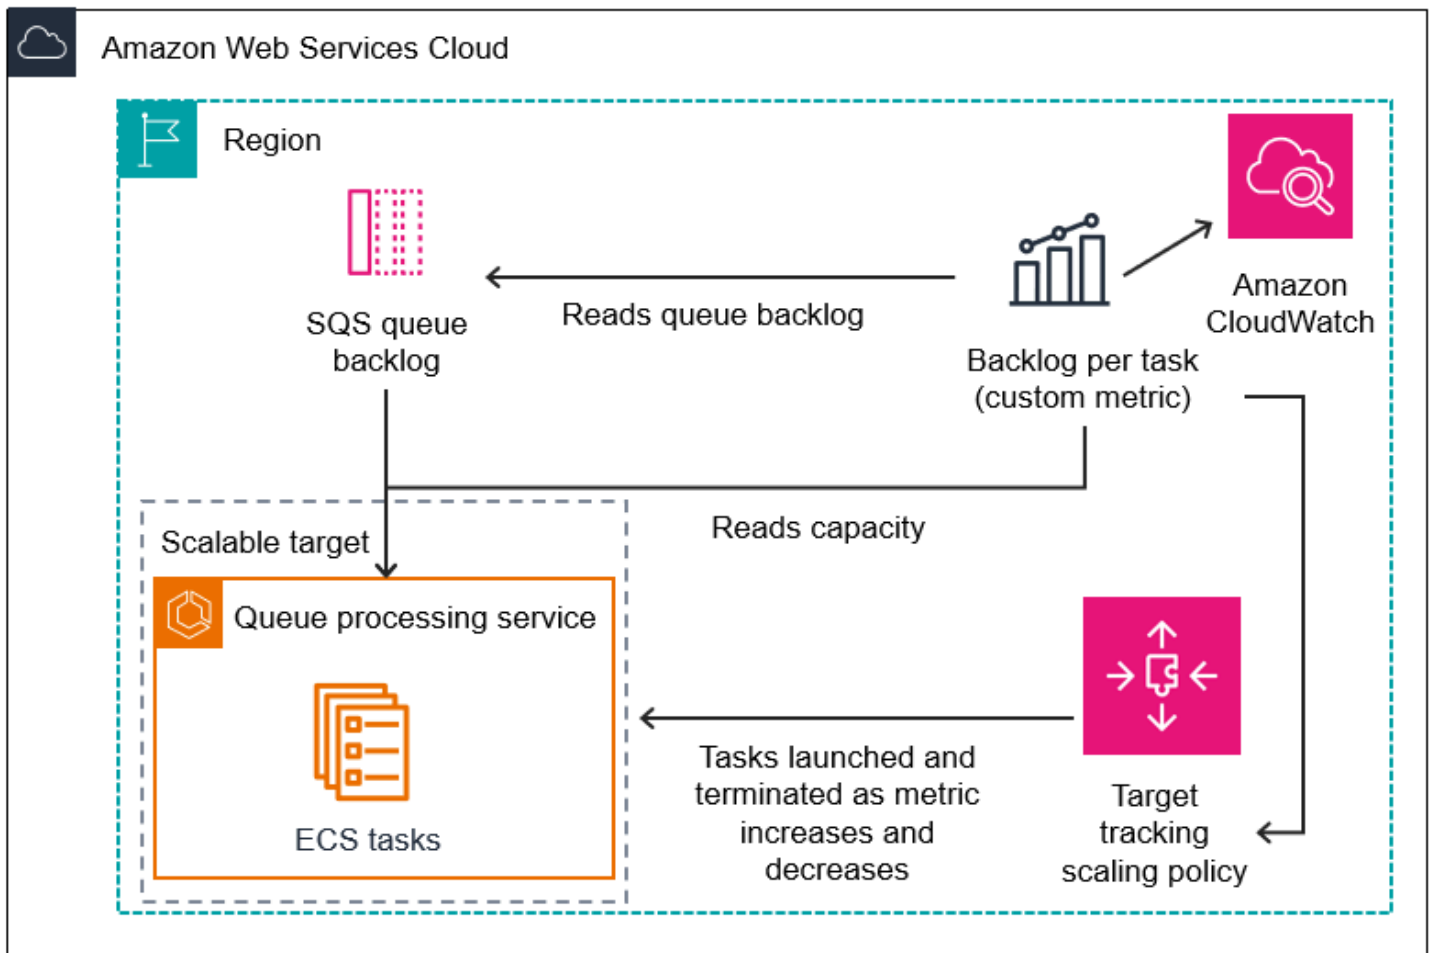 Amazon Web Services Cloud
Region
SQS queue
backlog
Reads queue backlog
Backlog per task
(custom metric)
Amazon
CloudWatch
Reads capacity
Scalable target
Queue processing service
ECS tasks
Tasks launched and
terminated as metric
increases and
decreases
Target
tracking
scaling policy